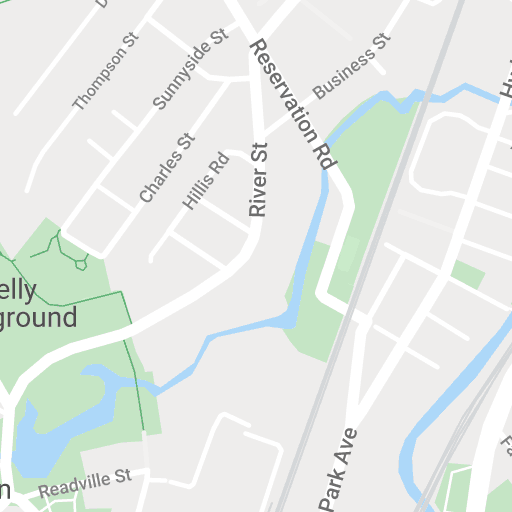 Thompson St
Sunnyside St
Reservation Rd
Business St
Charles St
Hillis Rd
River St
elly
ground
Park Ave
Readville St
n